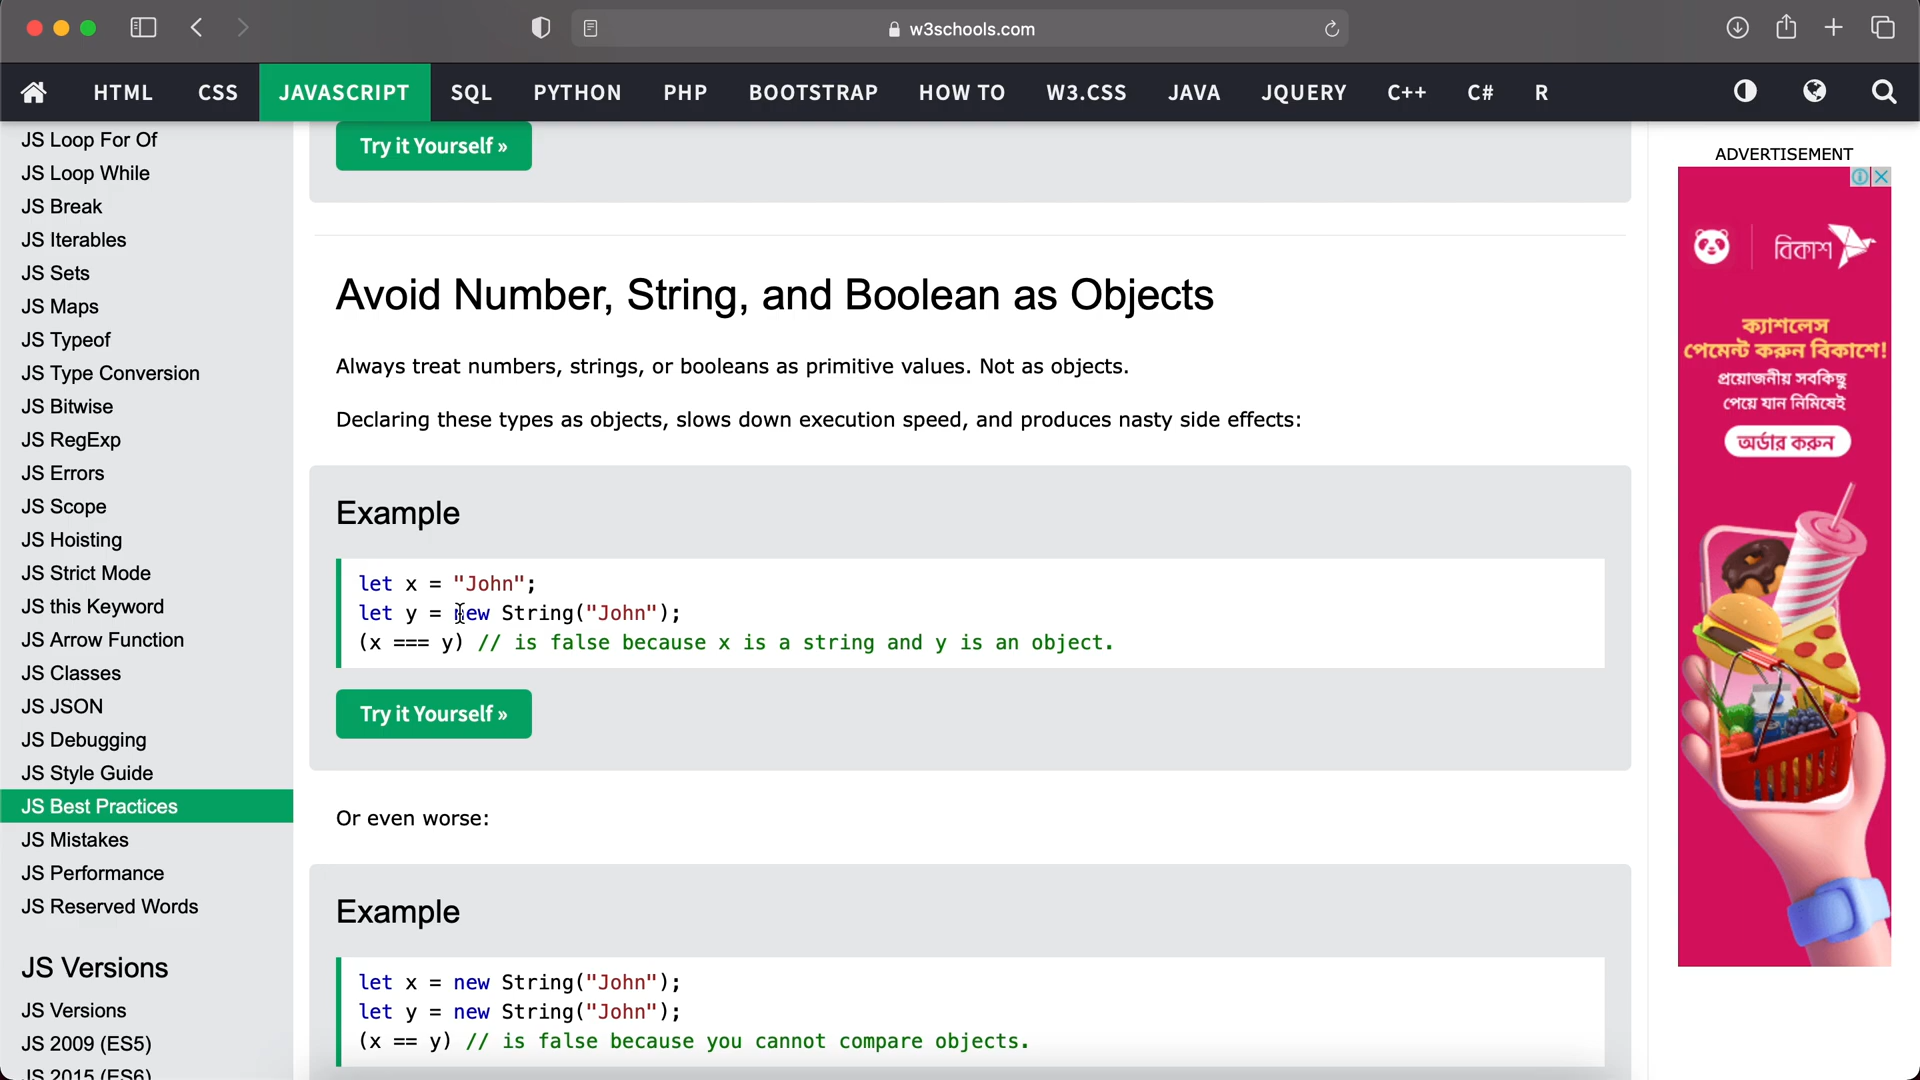 w3schools.com
HTML CSS JAVASCRIPT SQL PYTHON PHP BOOTSTRAP HOW TO W3.CSS JAVA JQUERY C++ C# R
JS Loop For Of
JS Loop While
JS Break
JS Iterables
JS Sets
JS Maps
JS Typeof
JS Type Conversion
JS Bitwise
JS RegExp
JS Errors
JS Scope
JS Hoisting
JS Strict Mode
JS this Keyword
JS Arrow Function
JS Classes
JS JSON
JS Debugging
JS Style Guide
JS Best Practices
JS Mistakes
JS Performance
JS Reserved Words
JS Versions
JS Versions
JS 2009 (ES5)
JS 2015 (ES6)
Try it Yourself »
Avoid Number, String, and Boolean as Objects
Always treat numbers, strings, or booleans as primitive values. Not as objects.
Declaring these types as objects, slows down execution speed, and produces nasty side effects:
Example
let x = "John";
let y = new String("John");
(x === y) // is false because x is a string and y is an object.
Try it Yourself »
Or even worse:
Example
let x = new String("John");
let y = new String("John");
(x == y) // is false because you cannot compare objects.
ADVERTISEMENT
বিকাশ
ক্যাশলেস
পেমেন্ট করুন বিকাশে!
প্রয়োজনীয় সবকিছু
পেয়ে যান নিমিষেই
অর্ডার করুন